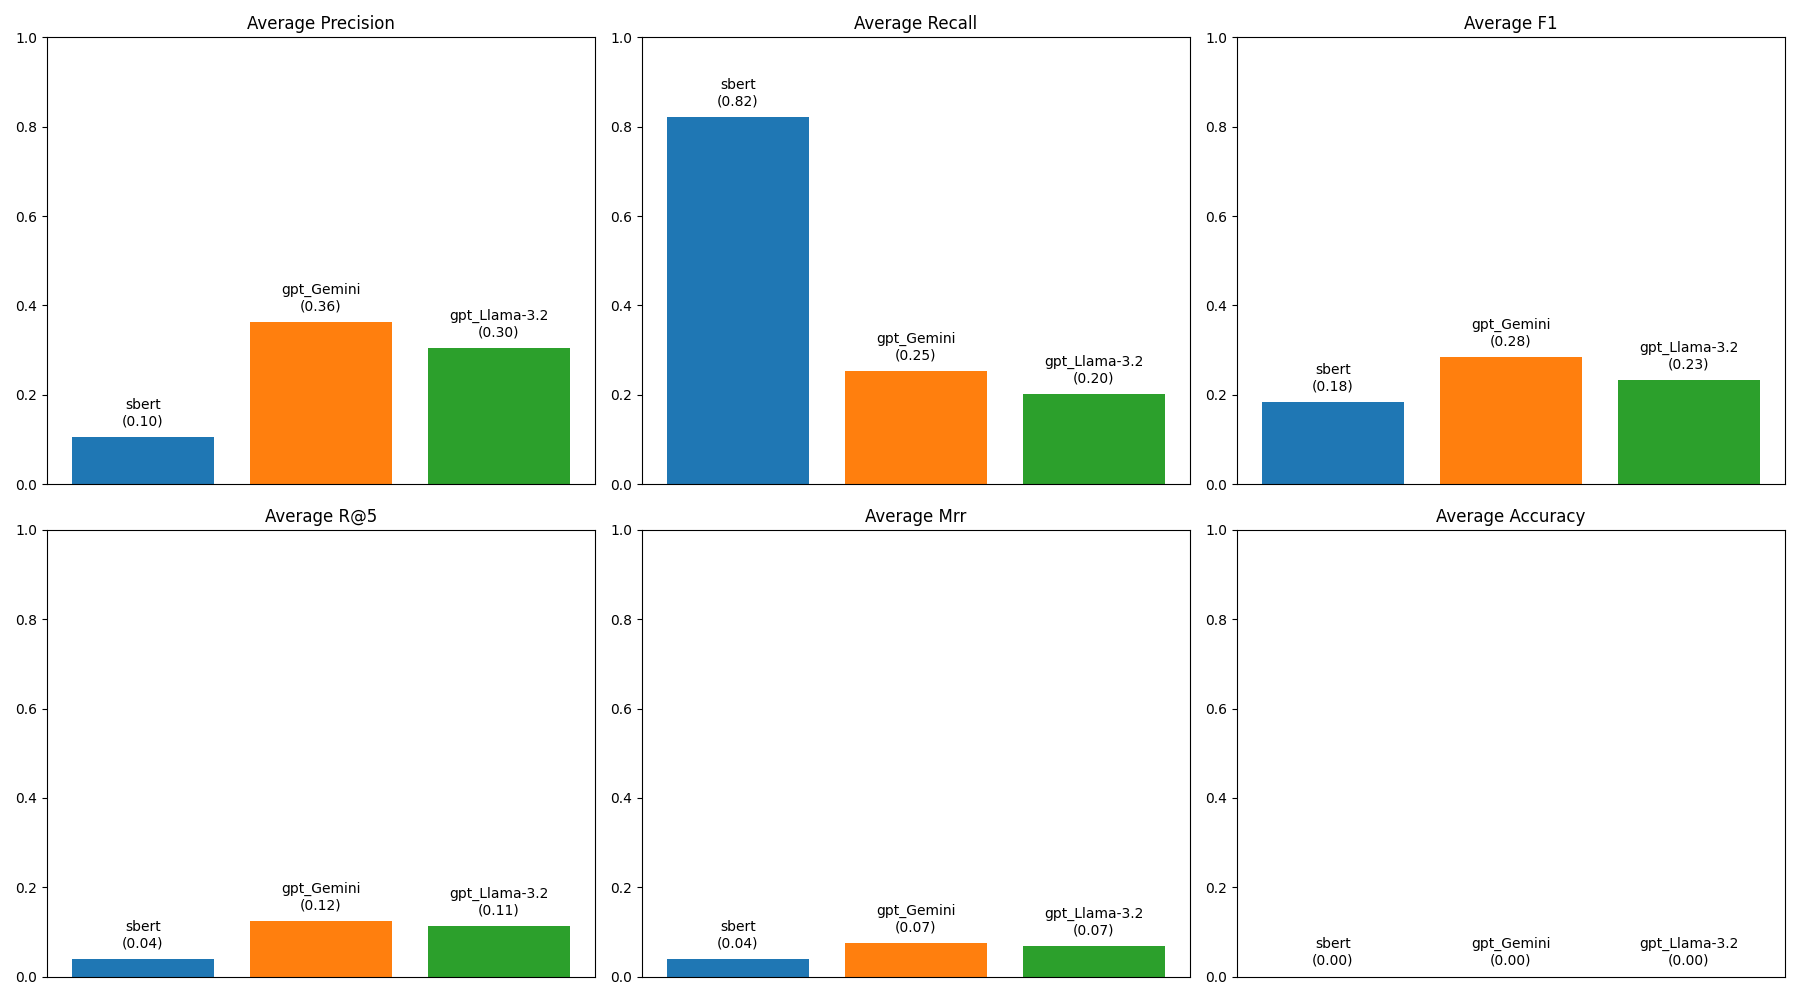 Average Precision
1.0
0.8
0.6
0.4
0.2
0.0
sbert
(0.10)
gpt_Gemini
(0.36)
gpt_Llama-3.2
(0.30)
Average Recall
1.0
0.8
0.6
0.4
0.2
0.0
sbert
(0.82)
gpt_Gemini
(0.25)
gpt_Llama-3.2
(0.20)
Average F1
1.0
0.8
0.6
0.4
0.2
0.0
sbert
(0.18)
gpt_Gemini
(0.28)
gpt_Llama-3.2
(0.23)
Average R@5
1.0
0.8
0.6
0.4
0.2
0.0
sbert
(0.04)
gpt_Gemini
(0.12)
gpt_Llama-3.2
(0.11)
Average Mrr
1.0
0.8
0.6
0.4
0.2
0.0
sbert
(0.04)
gpt_Gemini
(0.07)
gpt_Llama-3.2
(0.07)
Average Accuracy
1.0
0.8
0.6
0.4
0.2
0.0
sbert
(0.00)
gpt_Gemini
(0.00)
gpt_Llama-3.2
(0.00)